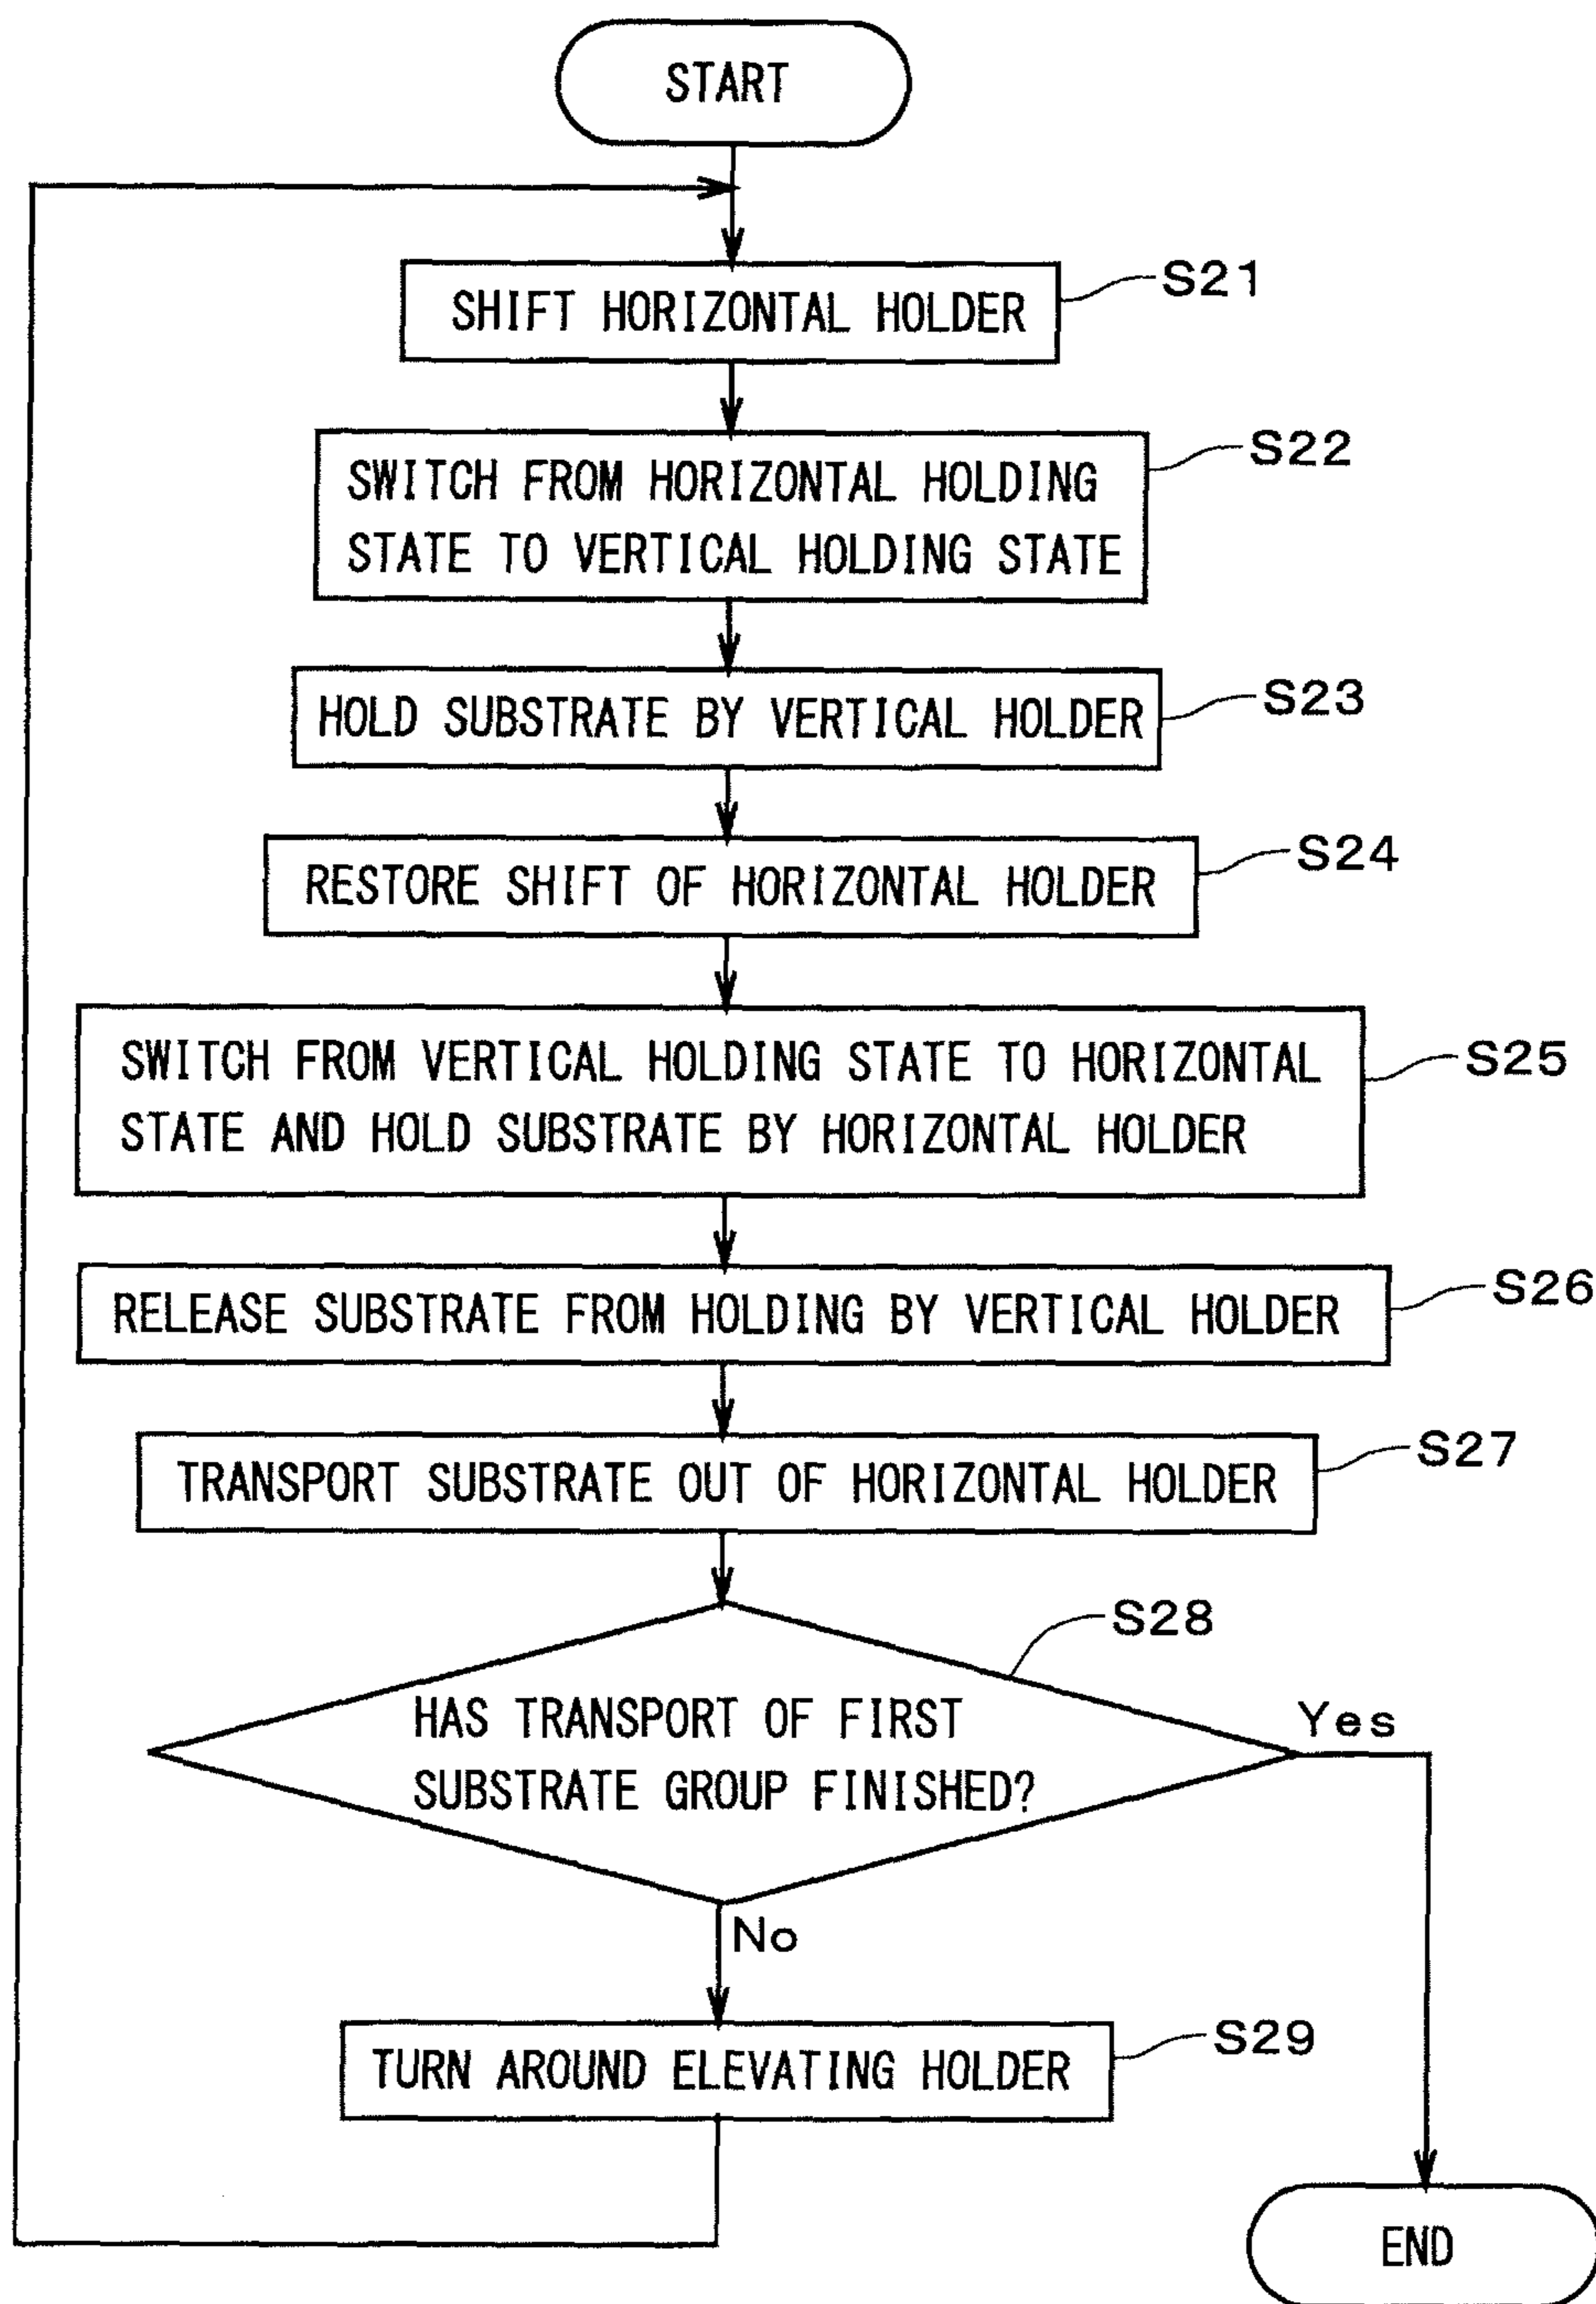 START
SHIFT HORIZONTAL HOLDER
S21
SWITCH FROM HORIZONTAL HOLDING
STATE TO VERTICAL HOLDING STATE
S22
HOLD SUBSTRATE BY VERTICAL HOLDER
S23
RESTORE SHIFT OF HORIZONTAL HOLDER
S24
SWITCH FROM VERTICAL HOLDING STATE TO HORIZONTAL
STATE AND HOLD SUBSTRATE BY HORIZONTAL HOLDER
S25
RELEASE SUBSTRATE FROM HOLDING BY VERTICAL HOLDER
S26
TRANSPORT SUBSTRATE OUT OF HORIZONTAL HOLDER
S27
S28
HAS TRANSPORT OF FIRST
SUBSTRATE GROUP FINISHED?
Yes
No
TURN AROUND ELEVATING HOLDER
S29
END